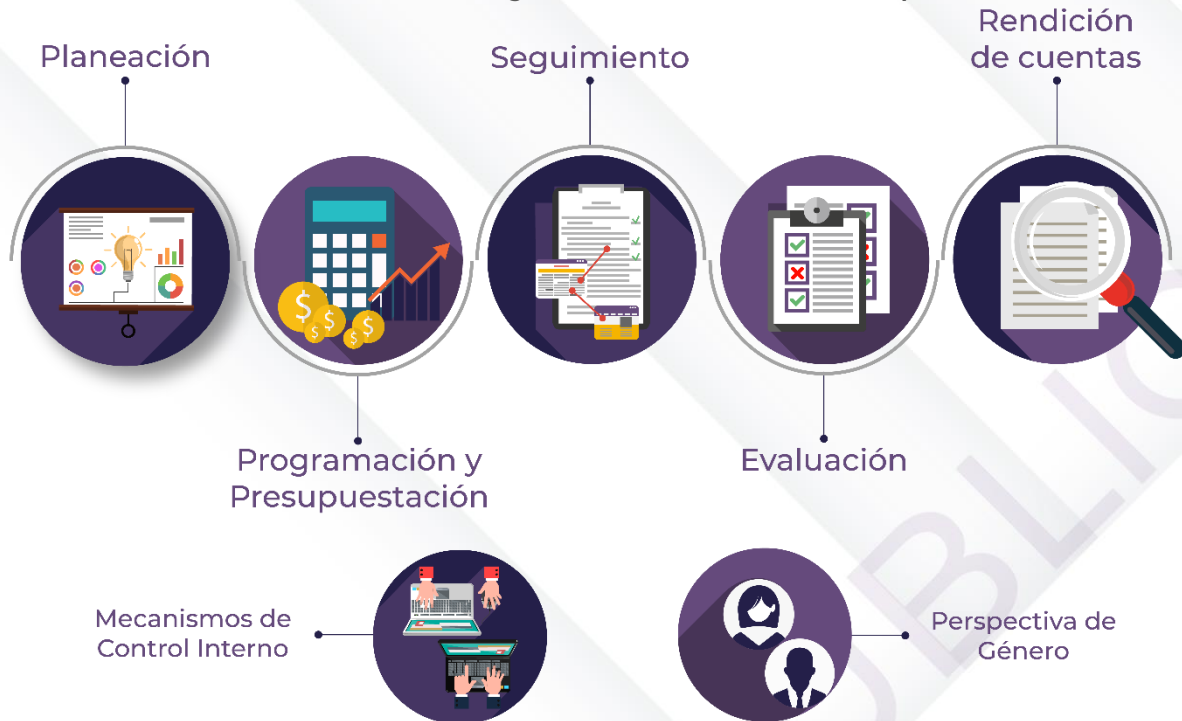 Planeación
Seguimiento
Rendición
de cuentas
Programación y
Presupuestación
Evaluación
Mecanismos de
Control Interno
Perspectiva de
Género